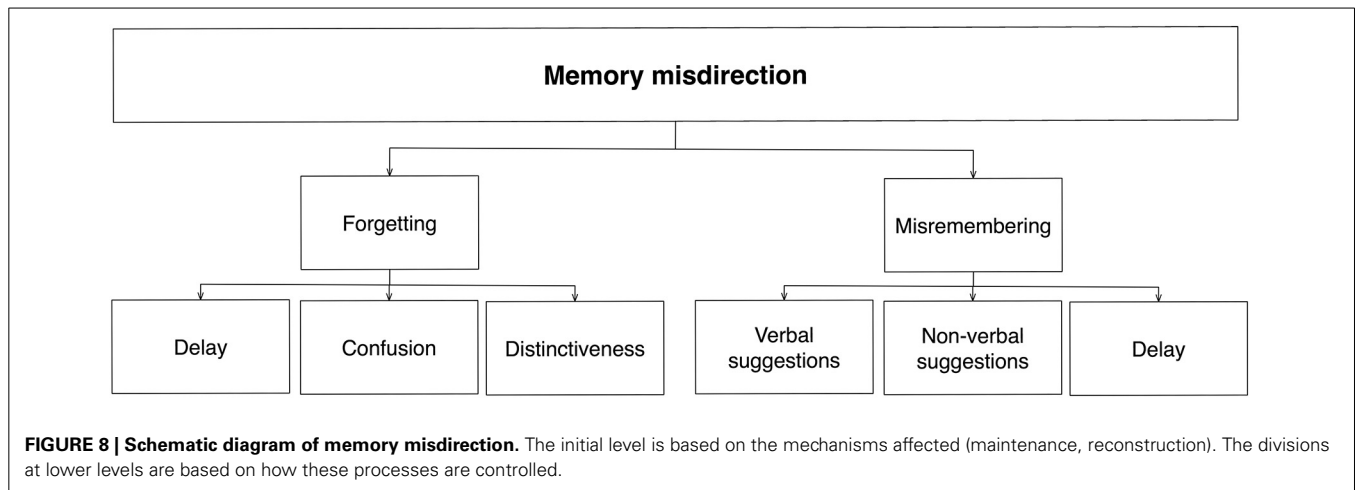 Memory misdirection
Forgetting
Misremembering
Delay
Confusion
Distinctiveness
Verbal
suggestions
Non-verbal
suggestions
Delay
FIGURE 8 | Schematic diagram of memory misdirection. The initial level is based on the mechanisms affected (maintenance, reconstruction). The divisions
at lower levels are based on how these processes are controlled.